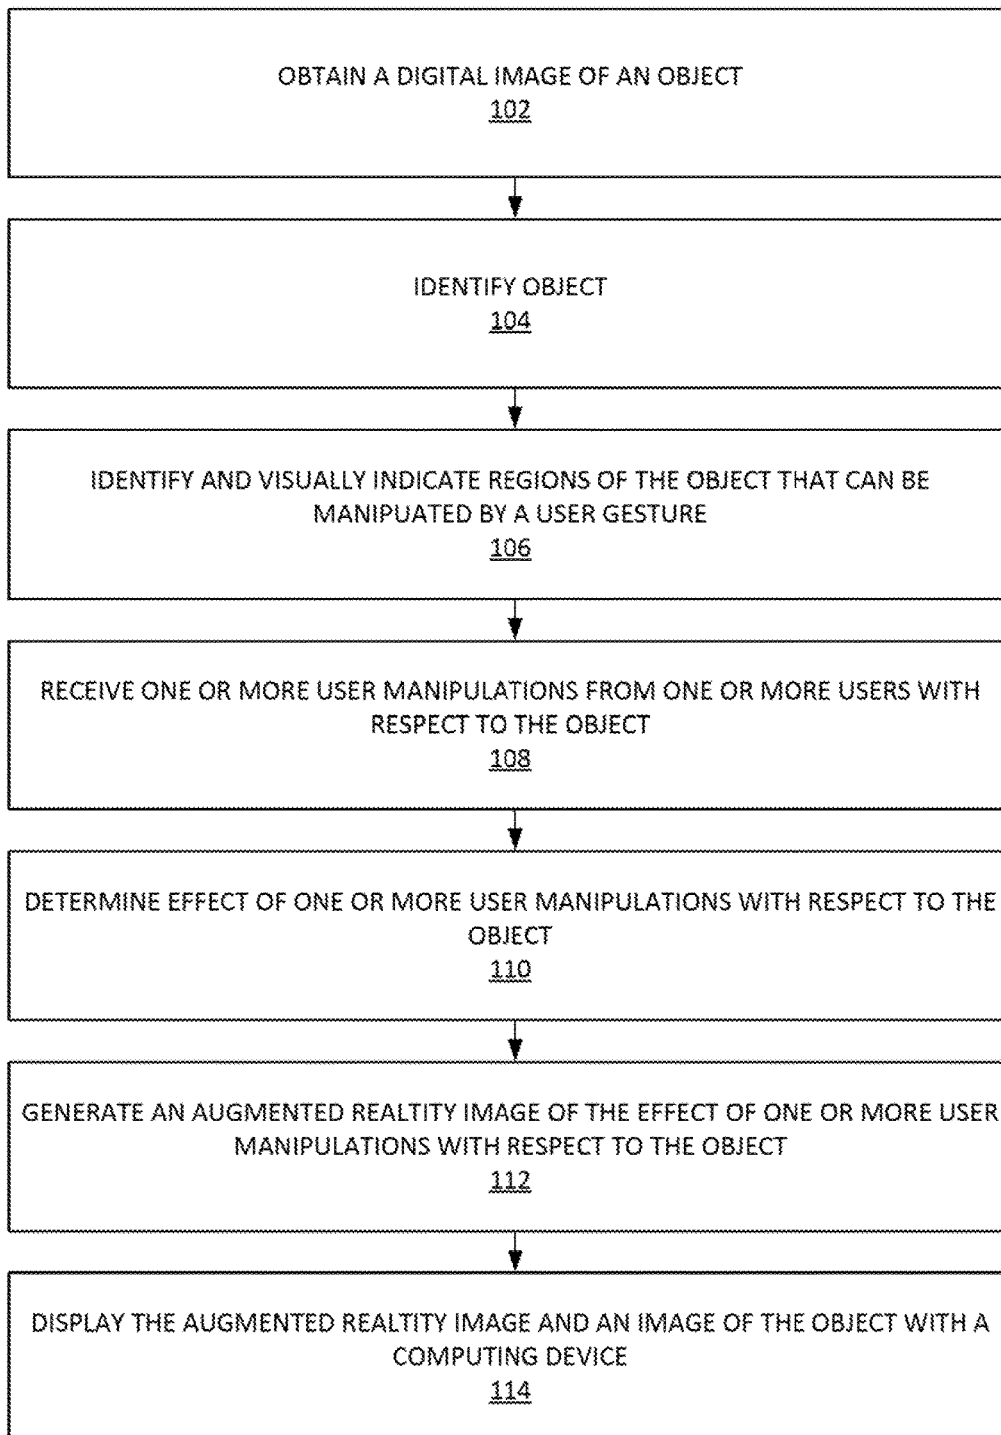 OBTAIN A DIGITAL IMAGE OF AN OBJECT
102
IDENTIFY OBJECT
104
IDENTIFY AND VISUALLY INDICATE REGIONS OF THE OBJECT THAT CAN BE
MANIPUATED BY A USER GESTURE
106
RECEIVE ONE OR MORE USER MANIPULATIONS FROM ONE OR MORE USERS WITH
RESPECT TO THE OBJECT
108
DETERMINE EFFECT OF ONE OR MORE USER MANIPULATIONS WITH RESPECT TO THE
OBJECT
110
GENERATE AN AUGMENTED REALTITY IMAGE OF THE EFFECT OF ONE OR MORE USER
MANIPULATIONS WITH RESPECT TO THE OBJECT
112
DISPLAY THE AUGMENTED REALTITY IMAGE AND AN IMAGE OF THE OBJECT WITH A
COMPUTING DEVICE
114